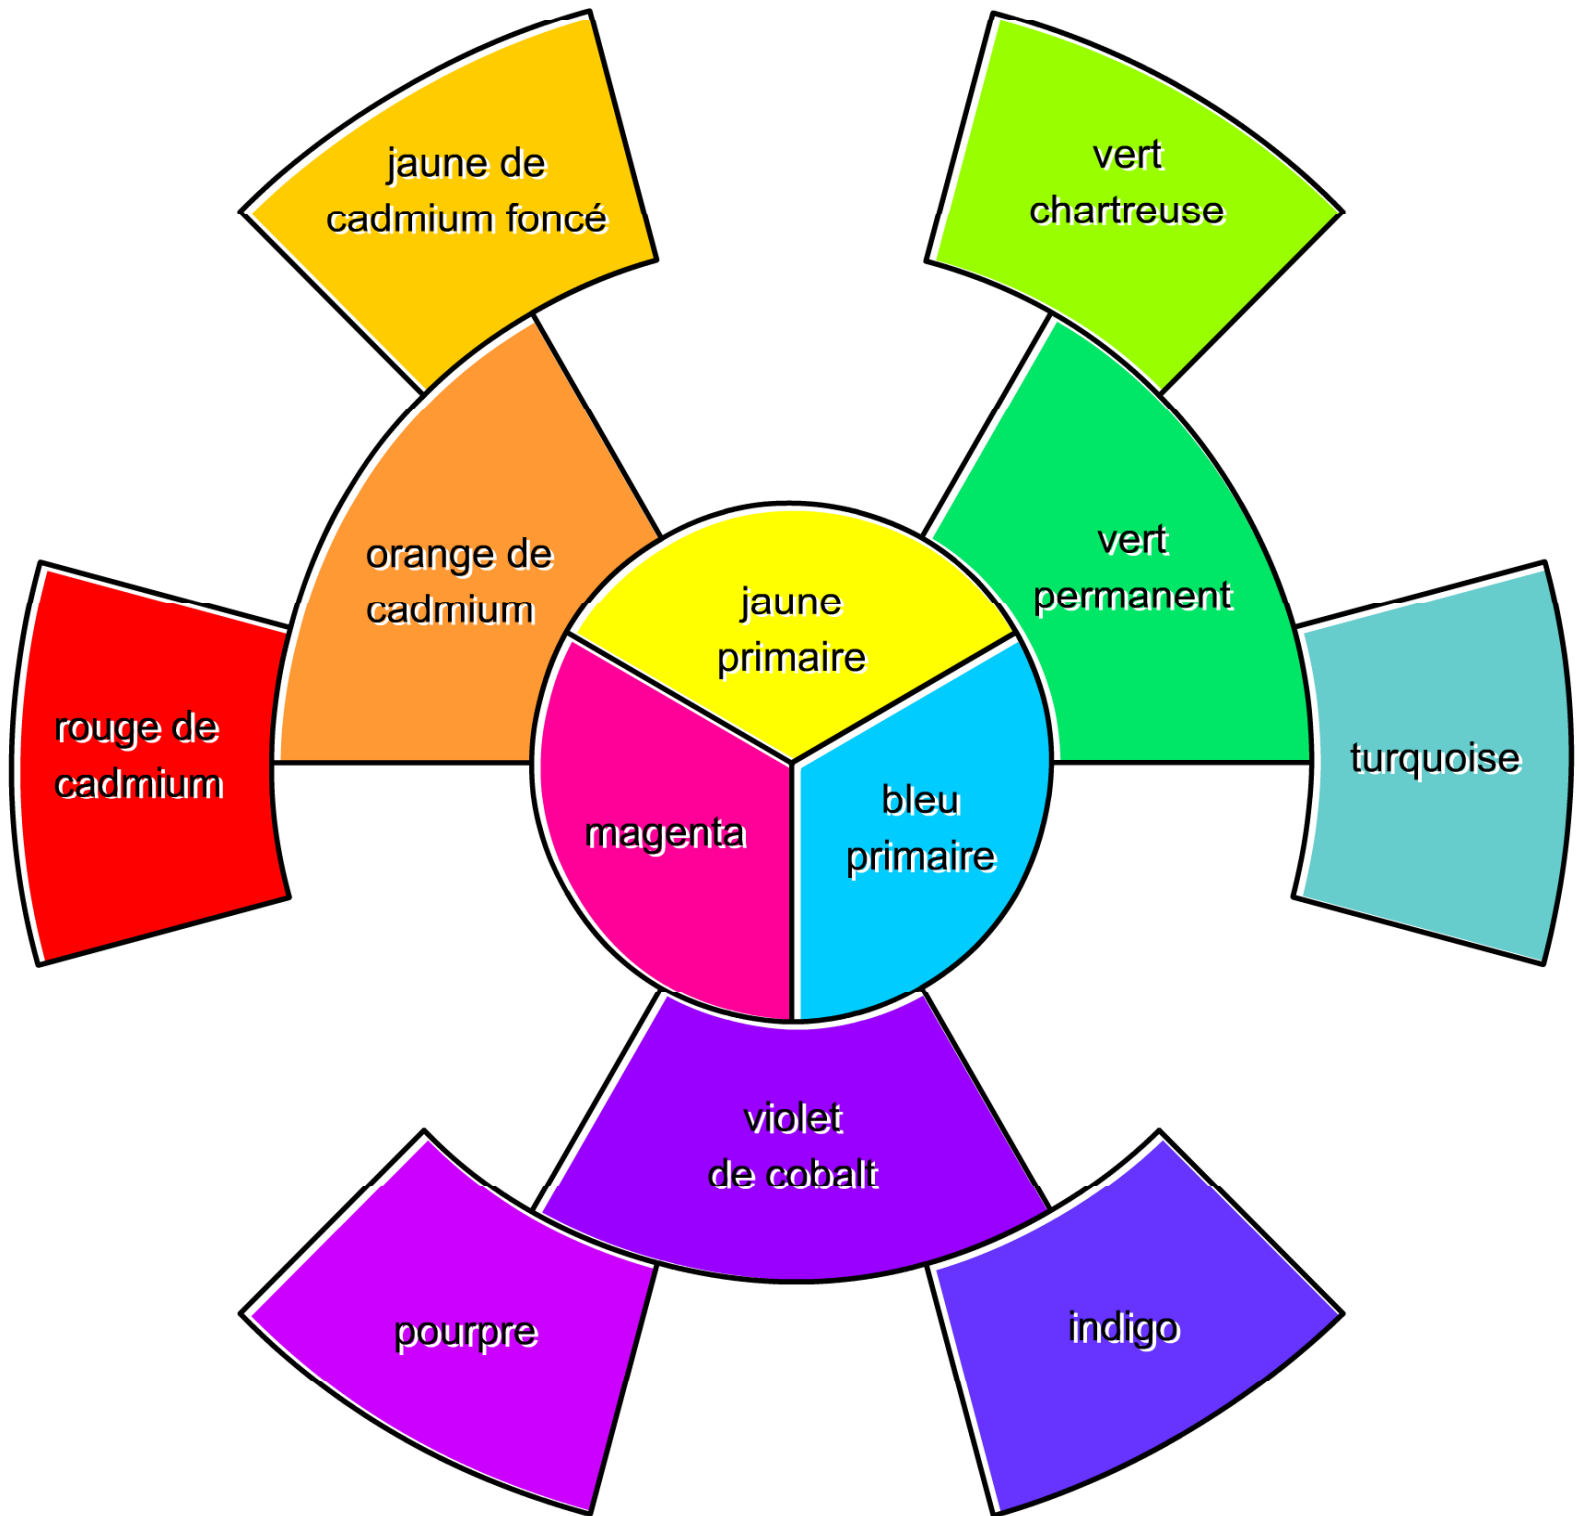 jaune de
cadmium foncé
vert
chartreuse
orange de
cadmium
vert
permanent
jaune
primaire
rouge de
cadmium
turquoise
magenta
bleu
primaire
violet
de cobalt
pourpre
indigo